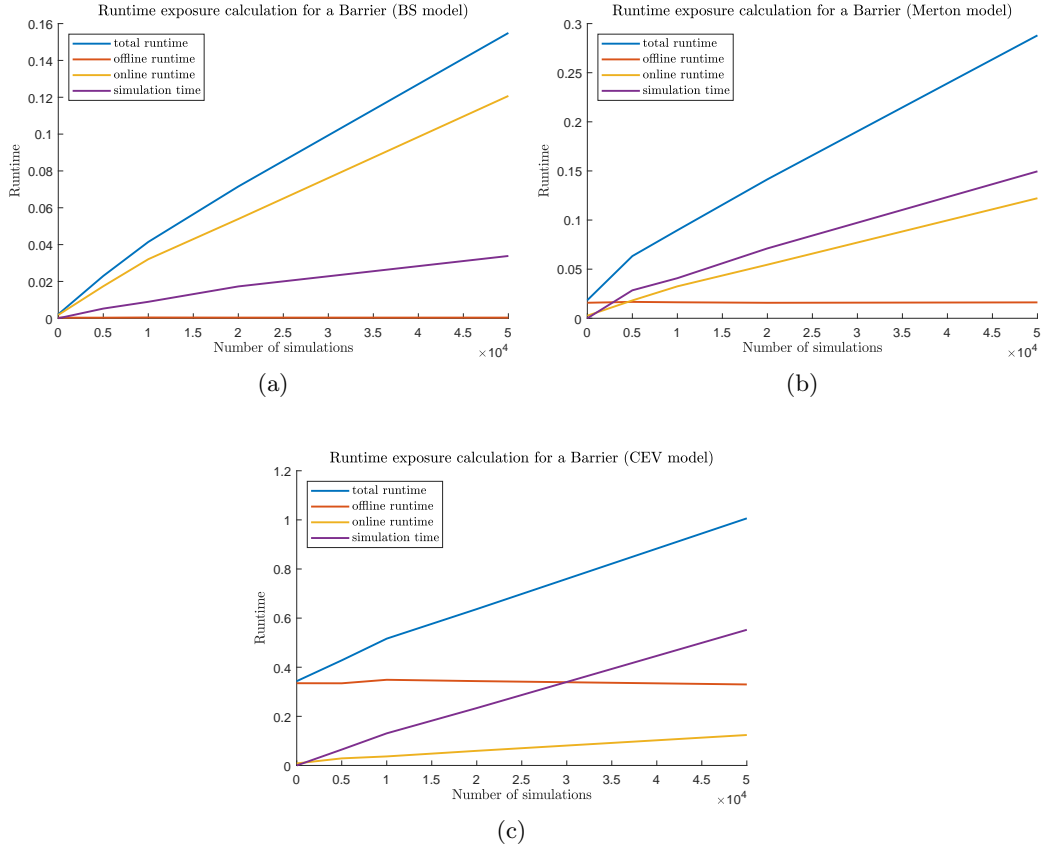 Runtime exposure calculation for a Barrier (BS model)
0.16
0.14
0.12
0.1
0.08
0.06
0.04
0.02
0
Runtime
total runtime
offline runtime
online runtime
simulation time
0 0.5 1 1.5 2 2.5 3 3.5 4 4.5 5
Number of simulations
×10^4
(a)
Runtime exposure calculation for a Barrier (Merton model)
0.3
0.25
0.2
0.15
0.1
0.05
0
Runtime
total runtime
offline runtime
online runtime
simulation time
0 0.5 1 1.5 2 2.5 3 3.5 4 4.5 5
Number of simulations
×10^4
(b)
Runtime exposure calculation for a Barrier (CEV model)
1.2
1
0.8
0.6
0.4
0.2
0
Runtime
total runtime
offline runtime
online runtime
simulation time
0 0.5 1 1.5 2 2.5 3 3.5 4 4.5 5
Number of simulations
×10^4
(c)